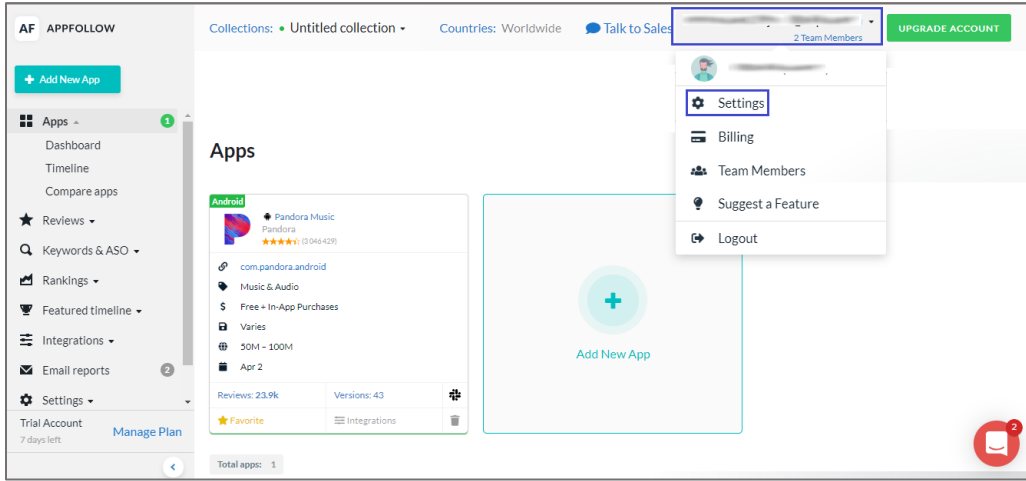 AF APPFOLLOW
Collections: • Untitled collection
Countries: Worldwide
Talk to Sales
2 Team Members
UPGRADE ACCOUNT
+ Add New App
Apps 1
Dashboard
Timeline
Compare apps
Reviews
Keywords & ASO
Rankings
Featured timeline
Integrations
Email reports 2
Settings
Trial Account
7 days left
Manage Plan
Settings
Billing
Team Members
Suggest a Feature
Logout
Apps
Android
Pandora Music
Pandora
(3 046 429)
com.pandora.android
Music & Audio
$ Free + In-App Purchases
Varies
50M – 100M
Apr 2
Reviews: 23.9k Versions: 43
Favorite Integrations
Add New App
Total apps: 1
2